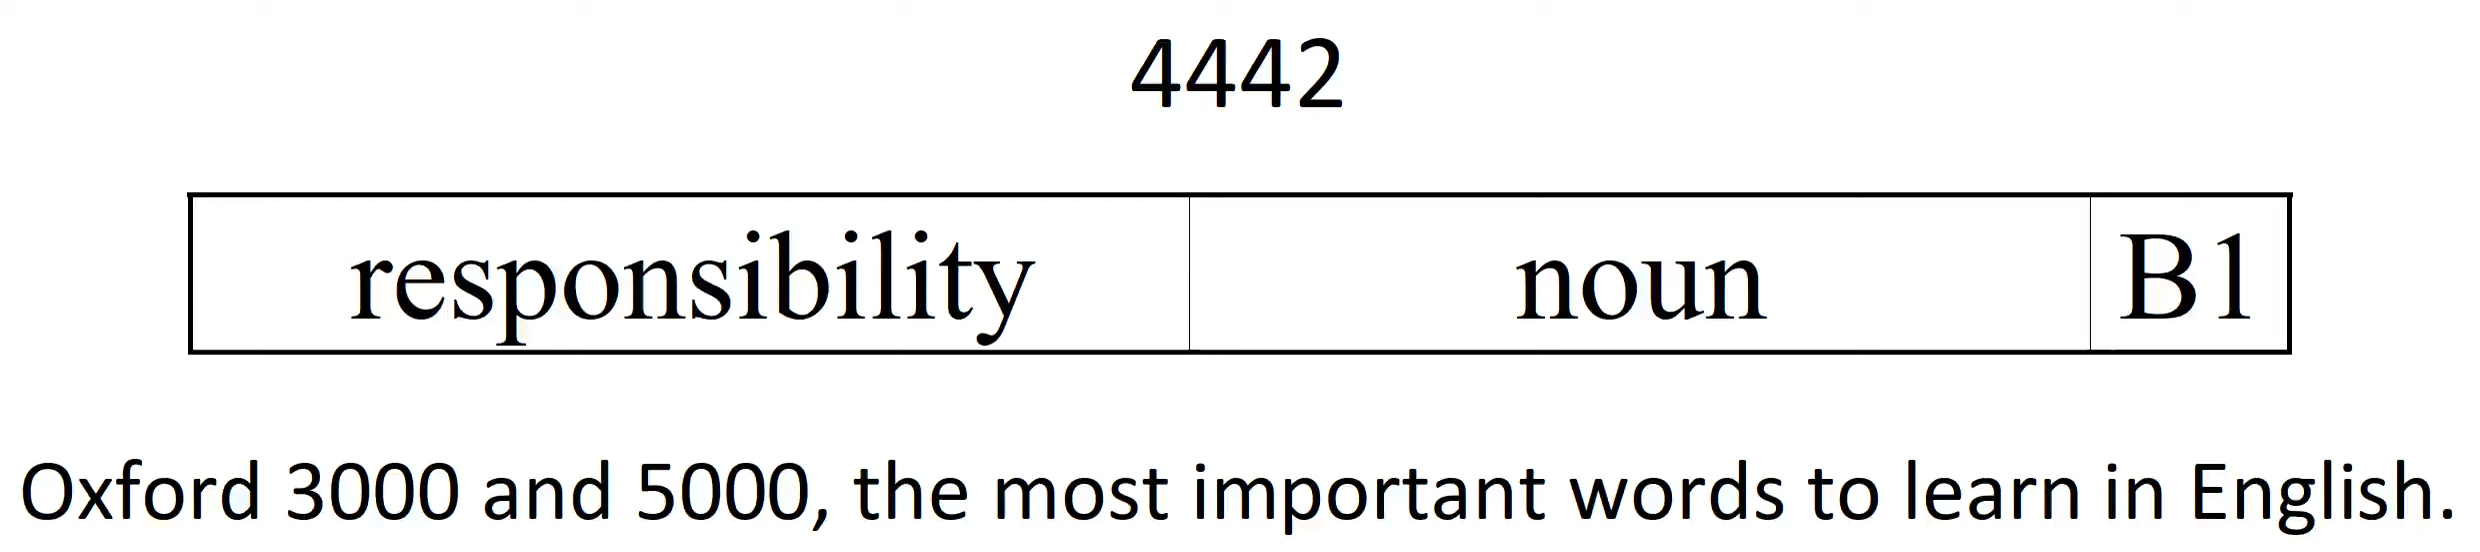 4442
responsibility noun B1
Oxford 3000 and 5000, the most important words to learn in English.